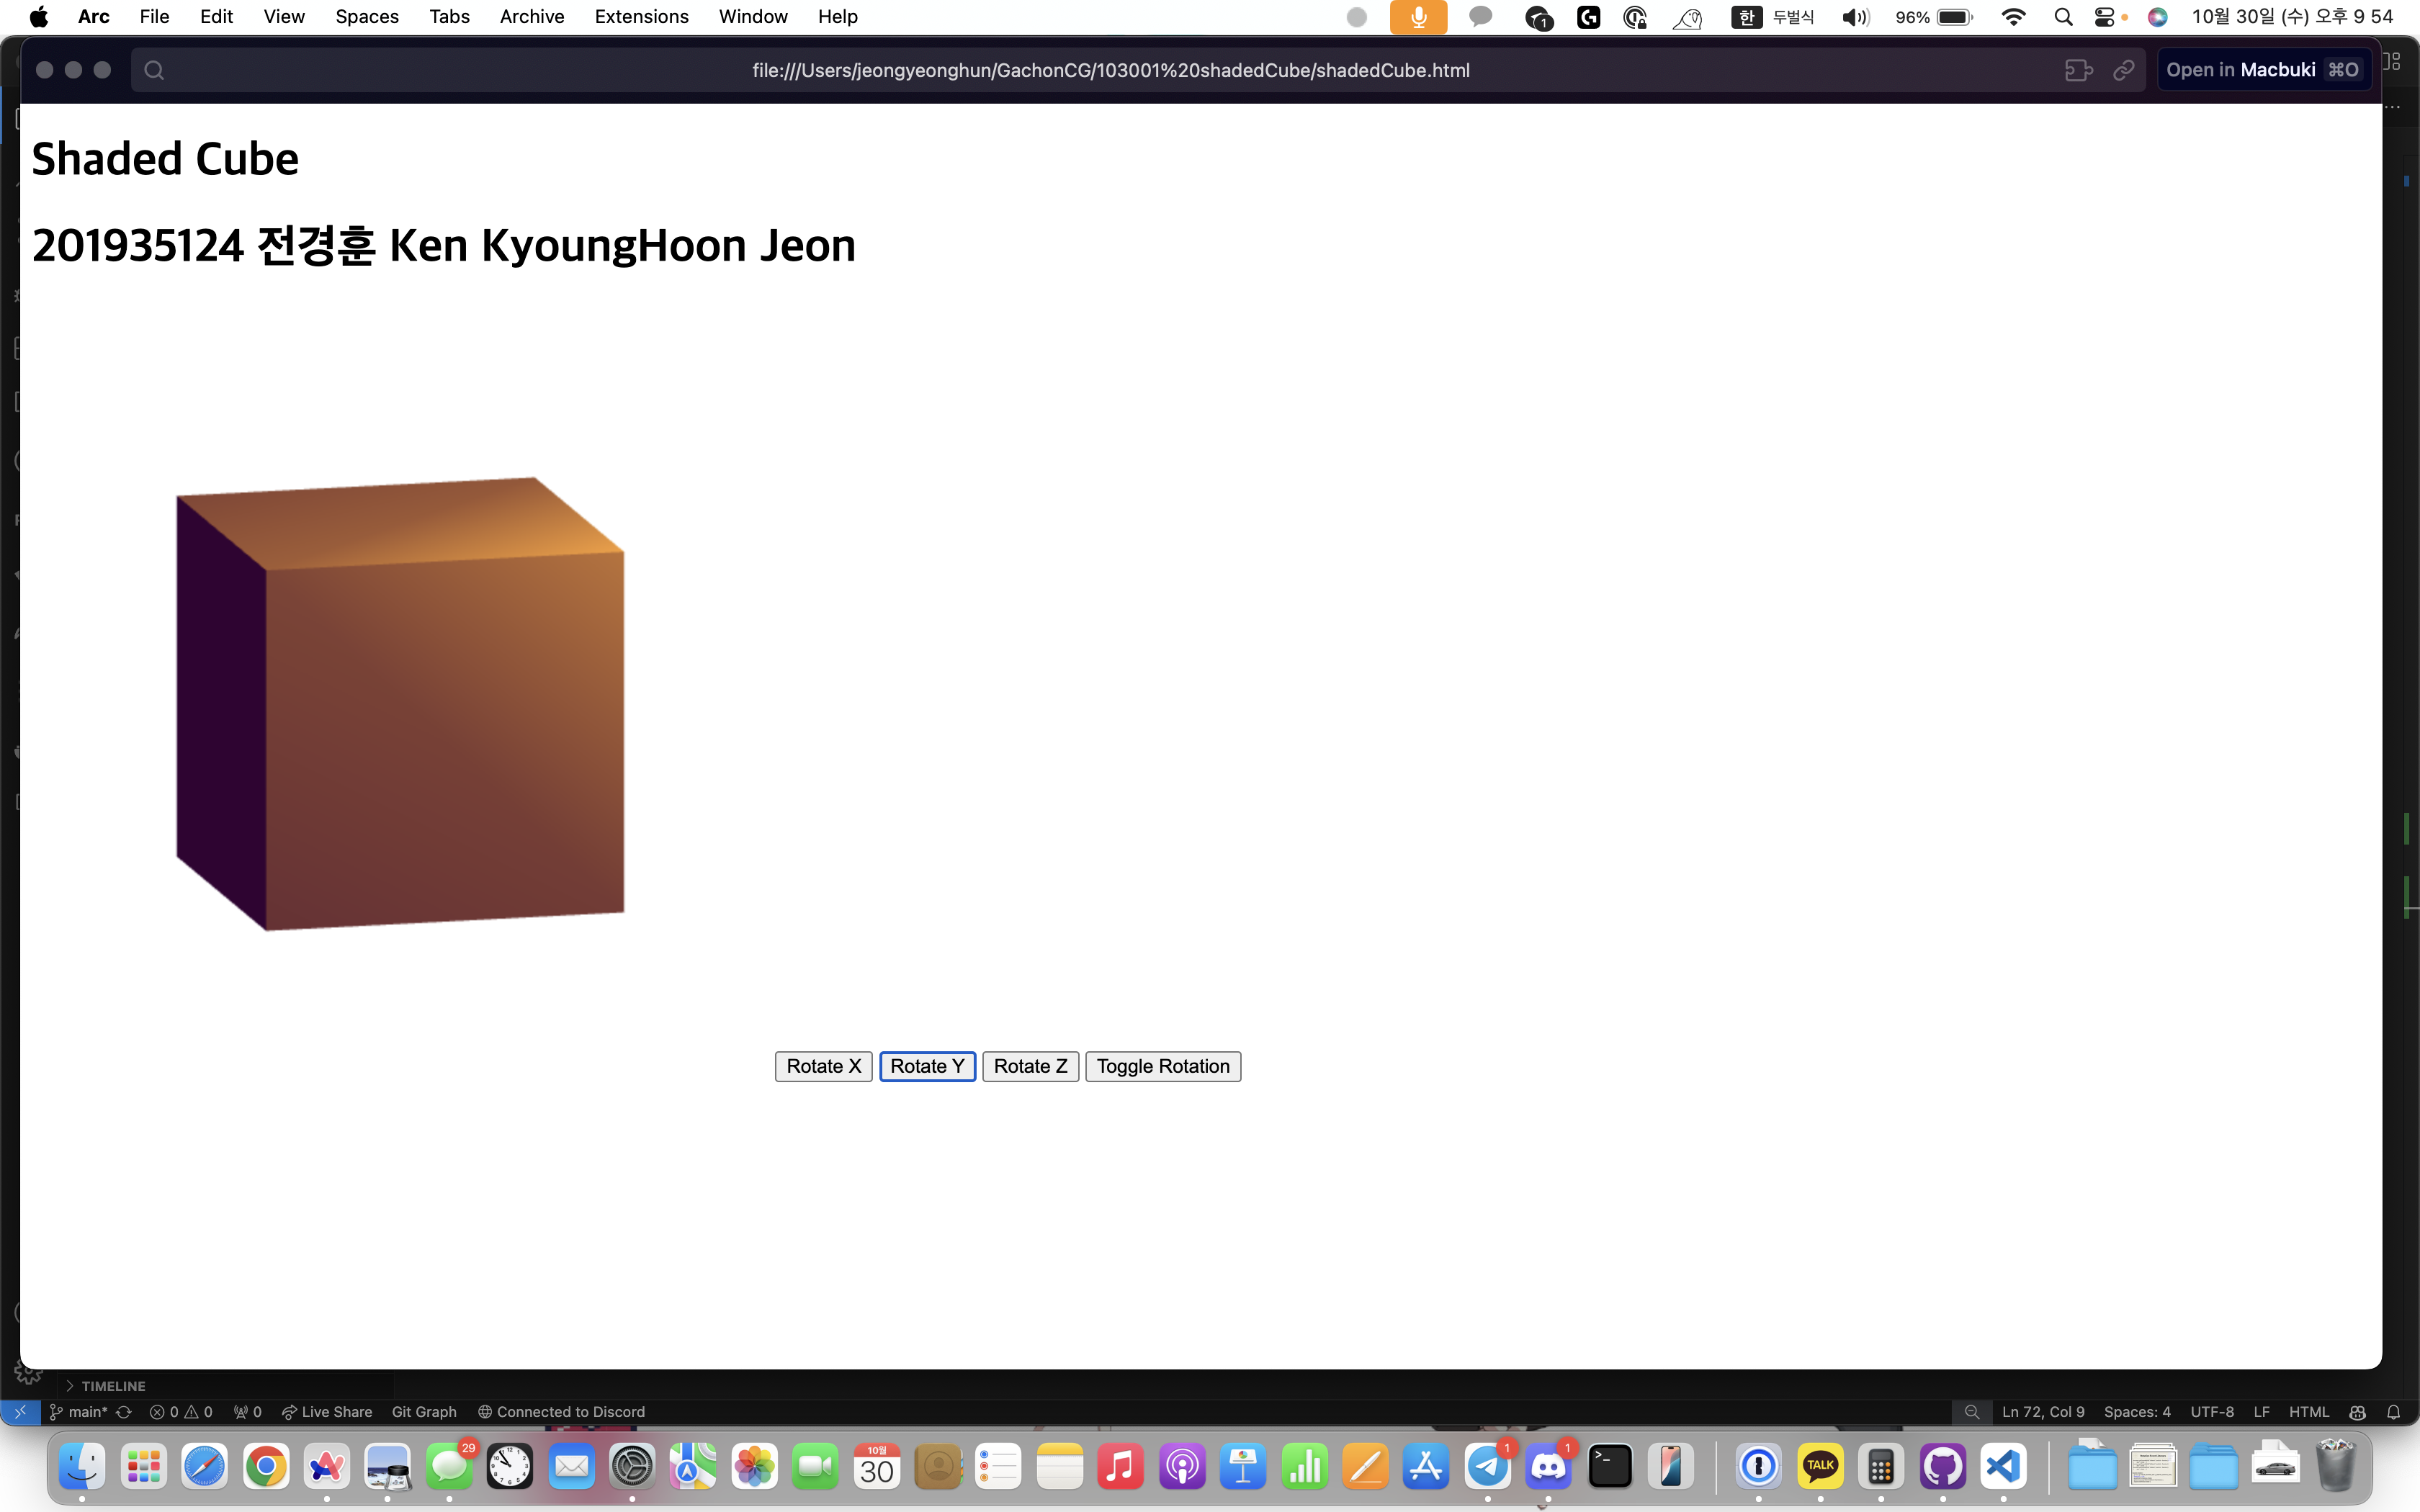 Arc File Edit View Spaces Tabs Archive Extensions Window Help 1 한 두벌식 96% 10월 30일 (수) 오후 9 54
file:///Users/jeongyeonghun/GachonCG/103001%20shadedCube/shadedCube.html Open in Macbuki ⌘O
Shaded Cube
201935124 전경훈 Ken KyoungHoon Jeon
Rotate X Rotate Y Rotate Z Toggle Rotation
TIMELINE
main* 0 0 0 Live Share Git Graph Connected to Discord Ln 72, Col 9 Spaces: 4 UTF-8 LF HTML
29 10월 30 1 1 TALK